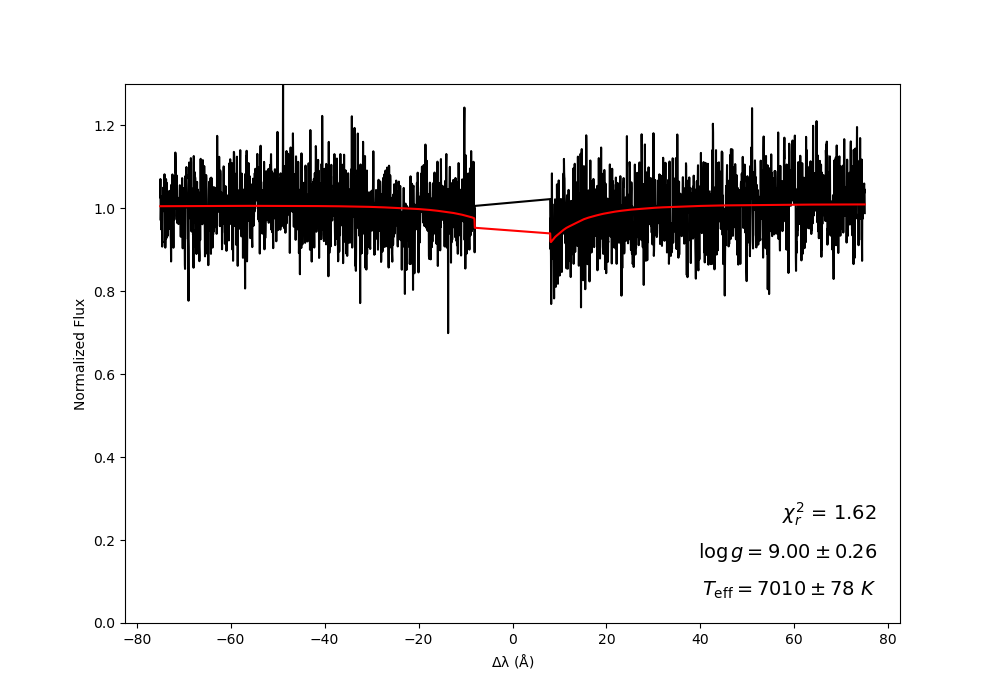 1.2
1.0
0.8
0.6
0.4
0.2
0.0
Normalized Flux
χ²ᵣ = 1.62
log g = 9.00 ± 0.26
T_eff = 7010 ± 78 K
−80 −60 −40 −20 0 20 40 60 80
Δλ (Å)